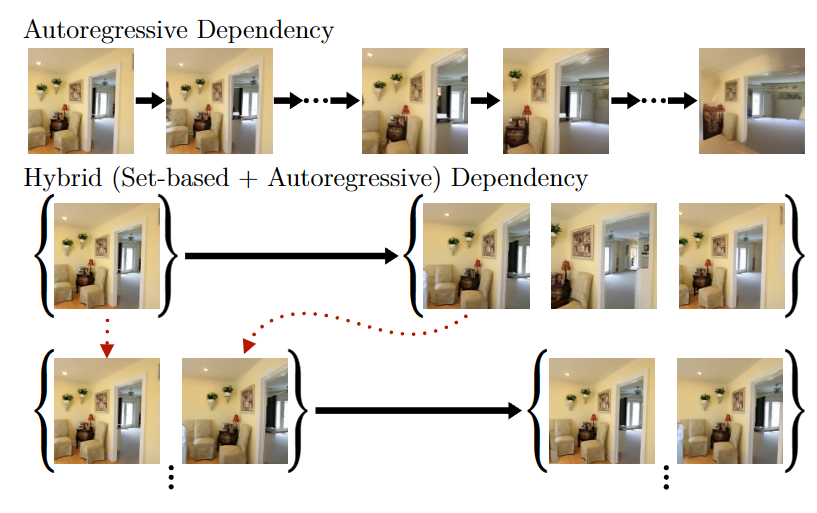 Autoregressive Dependency
Hybrid (Set-based + Autoregressive) Dependency